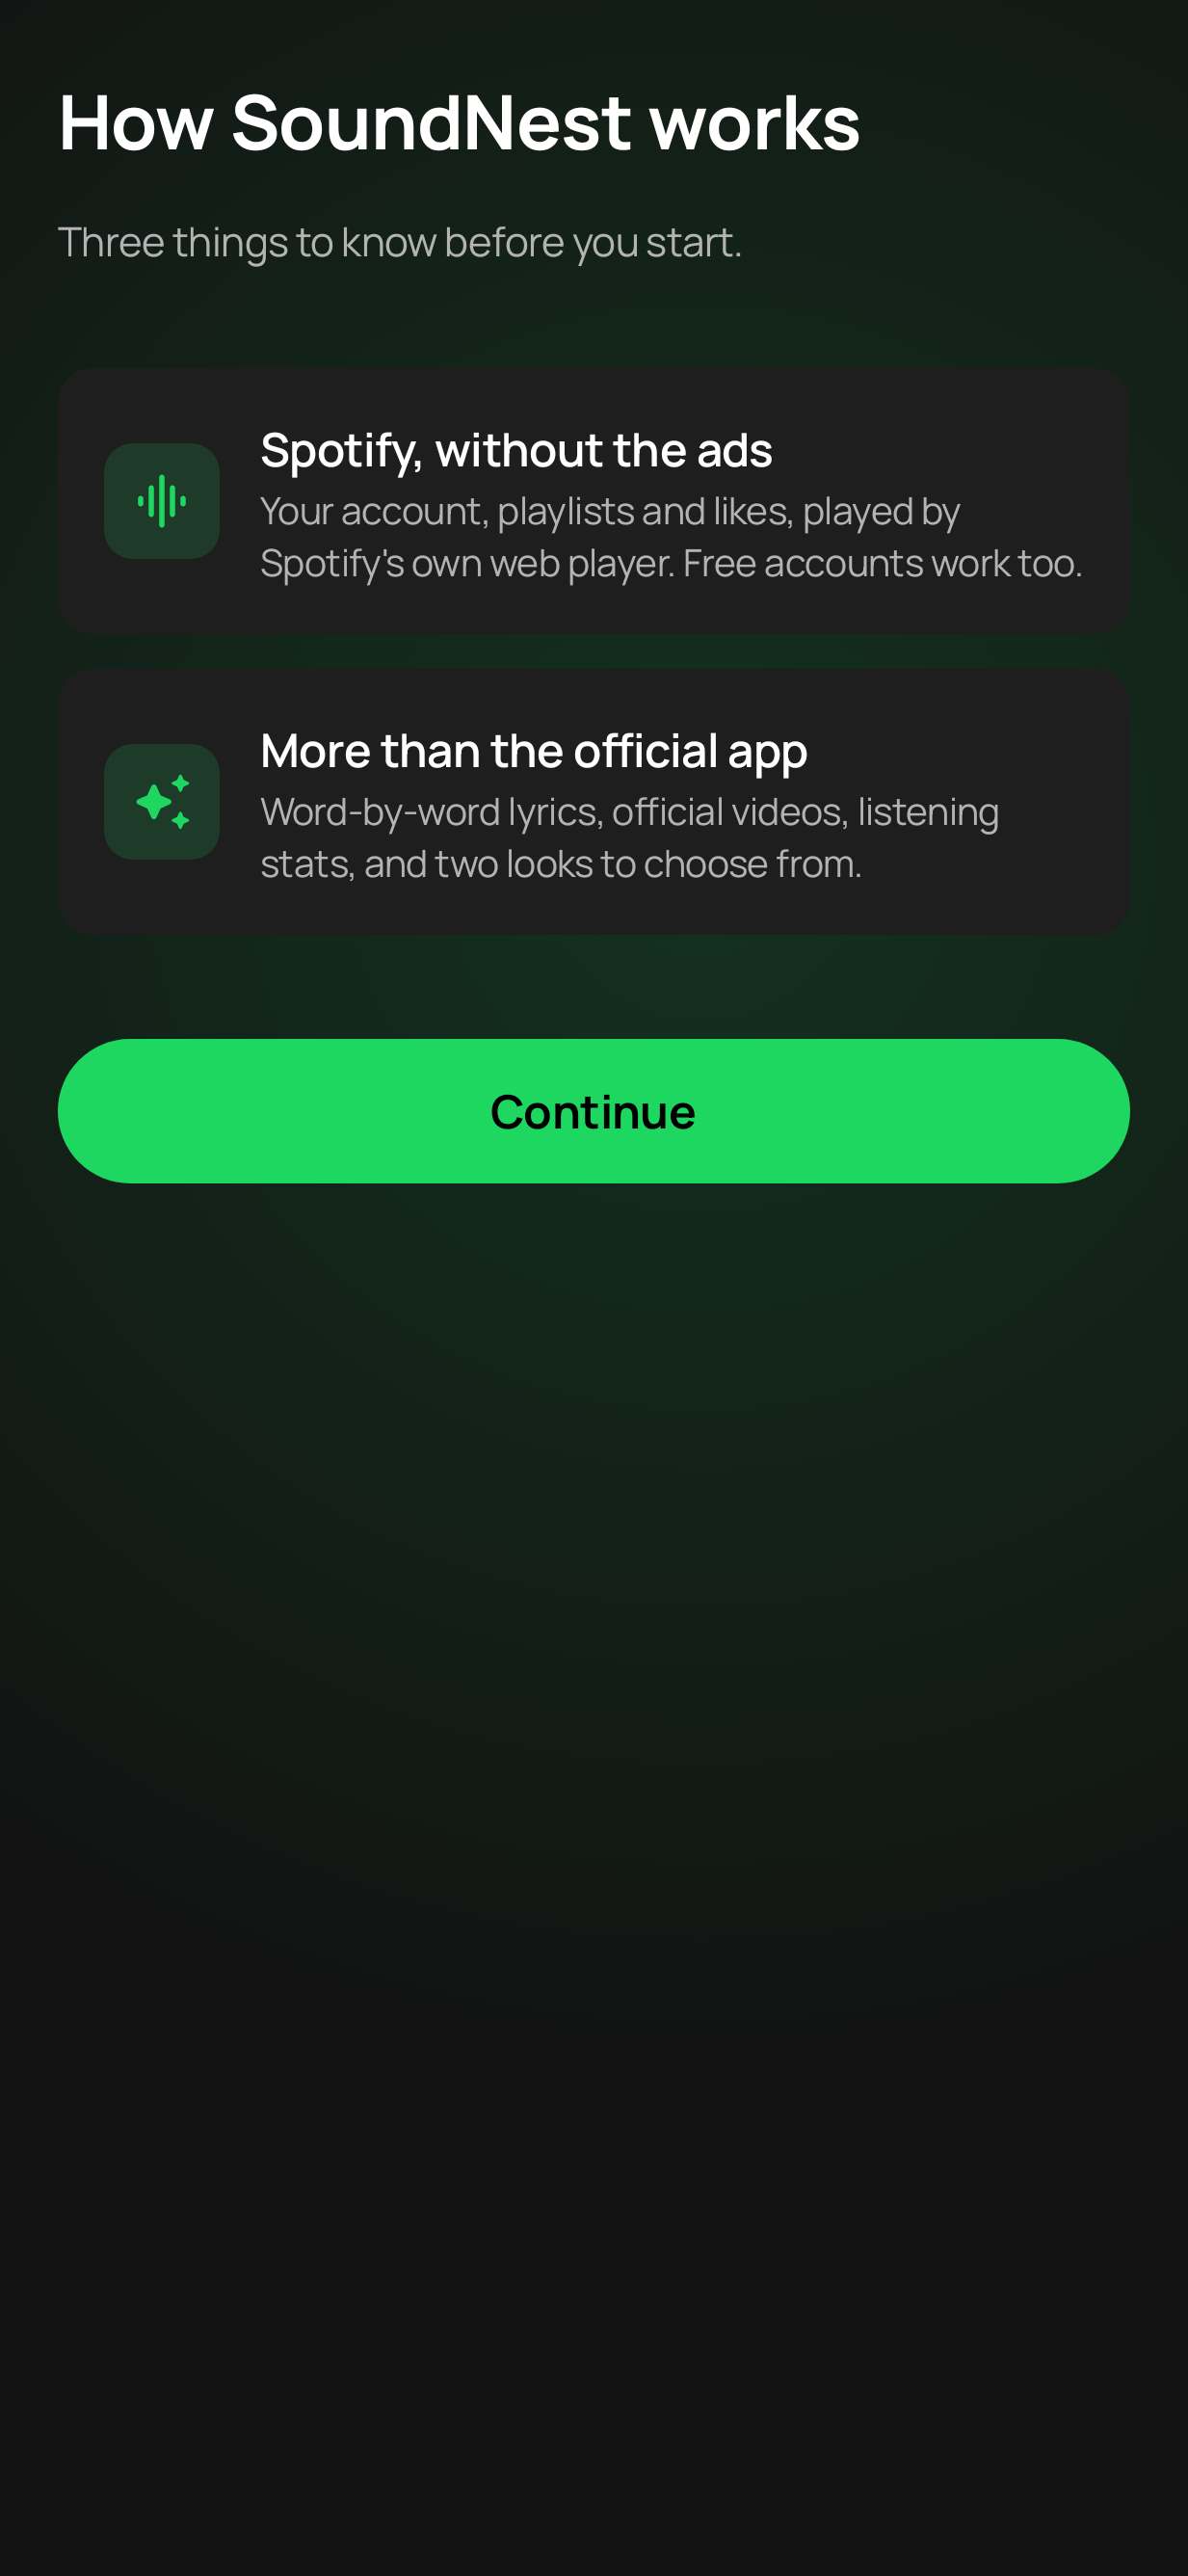 How SoundNest works
Three things to know before you start.
Spotify, without the ads
Your account, playlists and likes, played by
Spotify's own web player. Free accounts work too.
More than the official app
Word-by-word lyrics, official videos, listening
stats, and two looks to choose from.
Continue